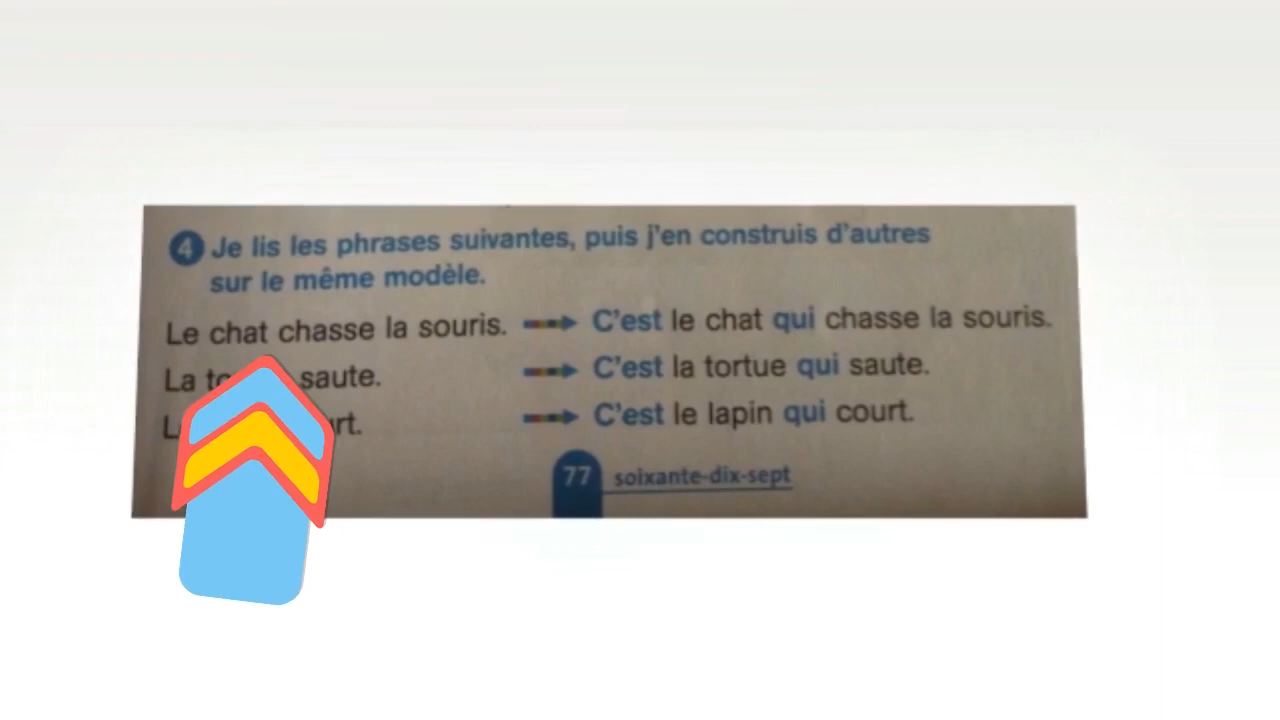 4 Je lis les phrases suivantes, puis j'en construis d'autres
sur le même modèle.
Le chat chasse la souris. C'est le chat qui chasse la souris.
La saute. C'est la tortue qui saute.
C'est le lapin qui court.
77 soixante-dix-sept